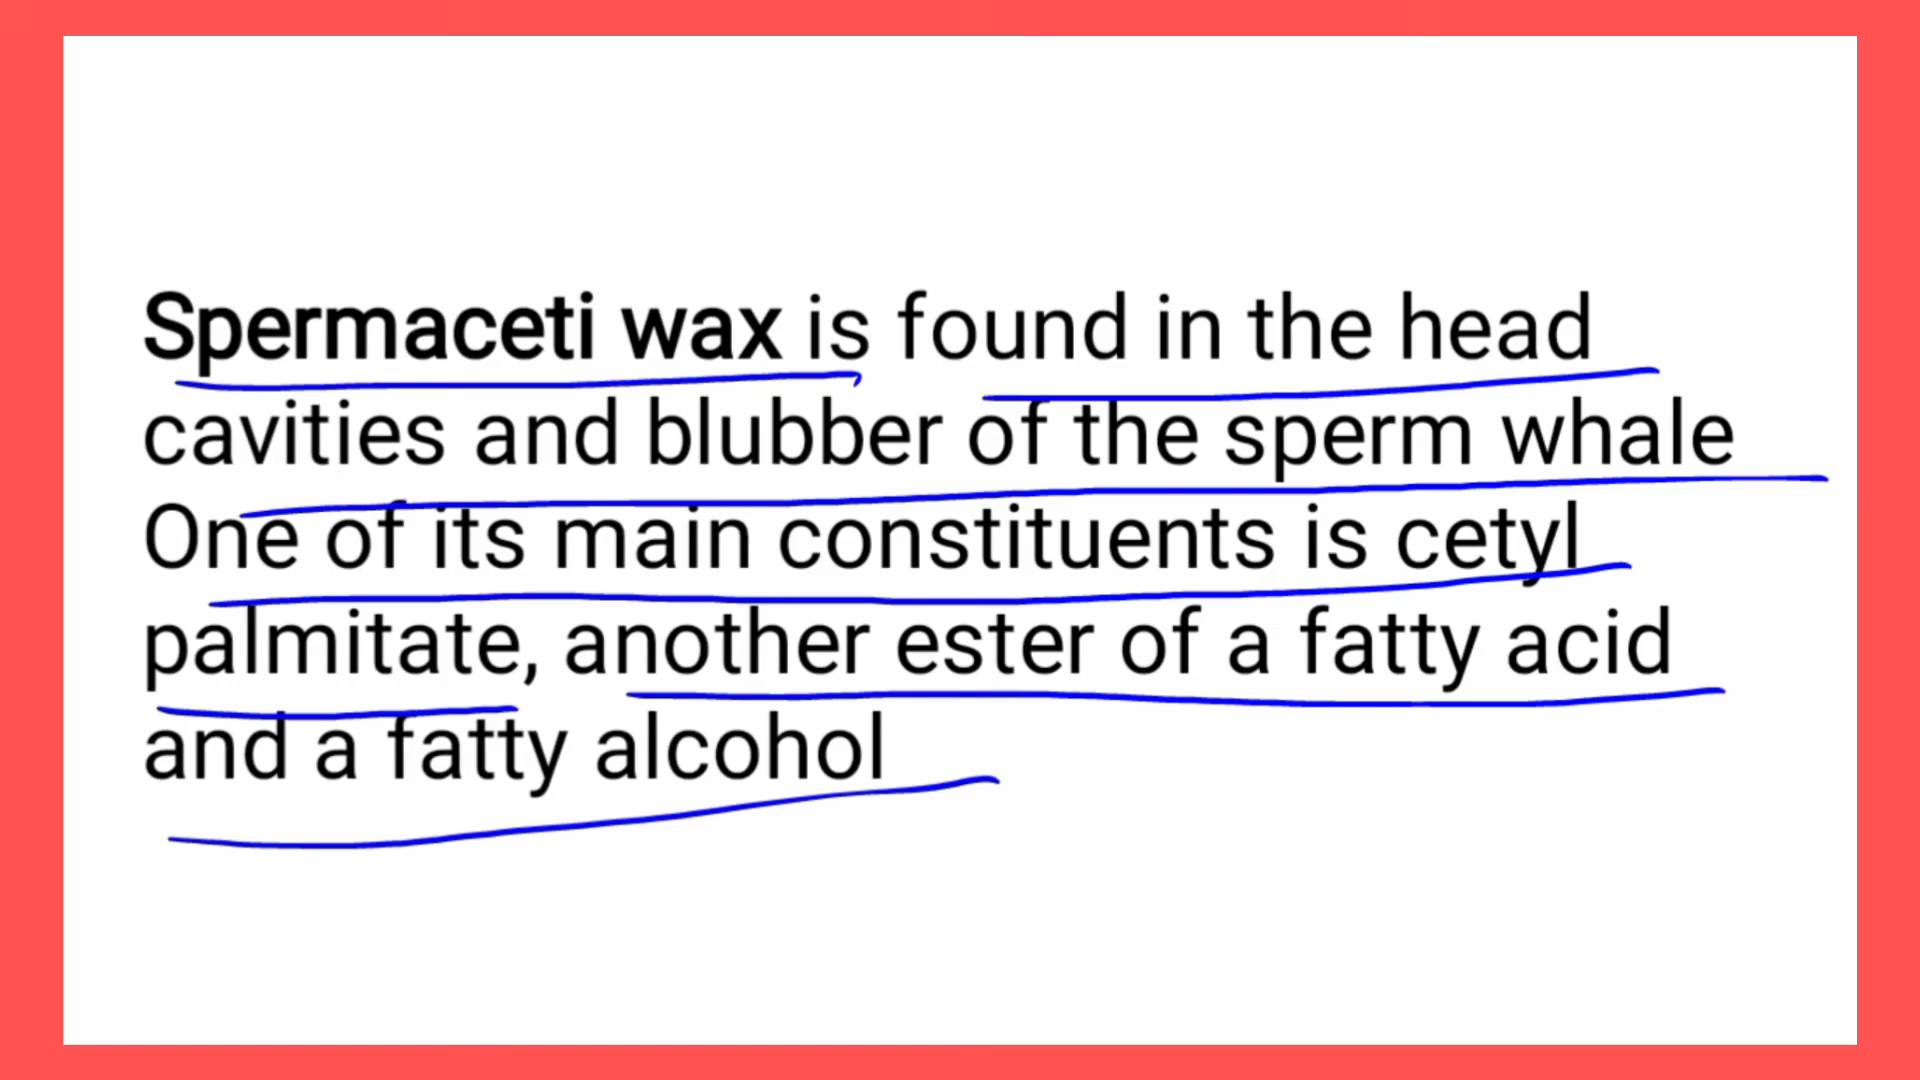 Spermaceti wax is found in the head
cavities and blubber of the sperm whale
One of its main constituents is cetyl
palmitate, another ester of a fatty acid
and a fatty alcohol